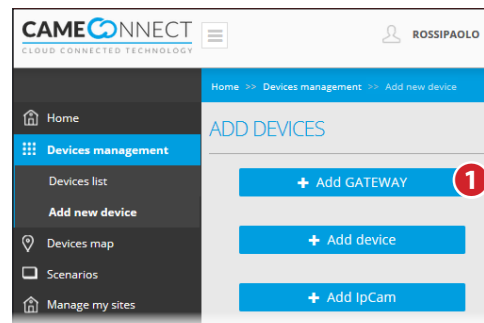 CAMECONNECT
CLOUD CONNECTED TECHNOLOGY
ROSSIPAOLO
Home >> Devices management >> Add new device
Home
Devices management
Devices list
Add new device
Devices map
Scenarios
Manage my sites
ADD DEVICES
+ Add GATEWAY
1
+ Add device
+ Add IpCam